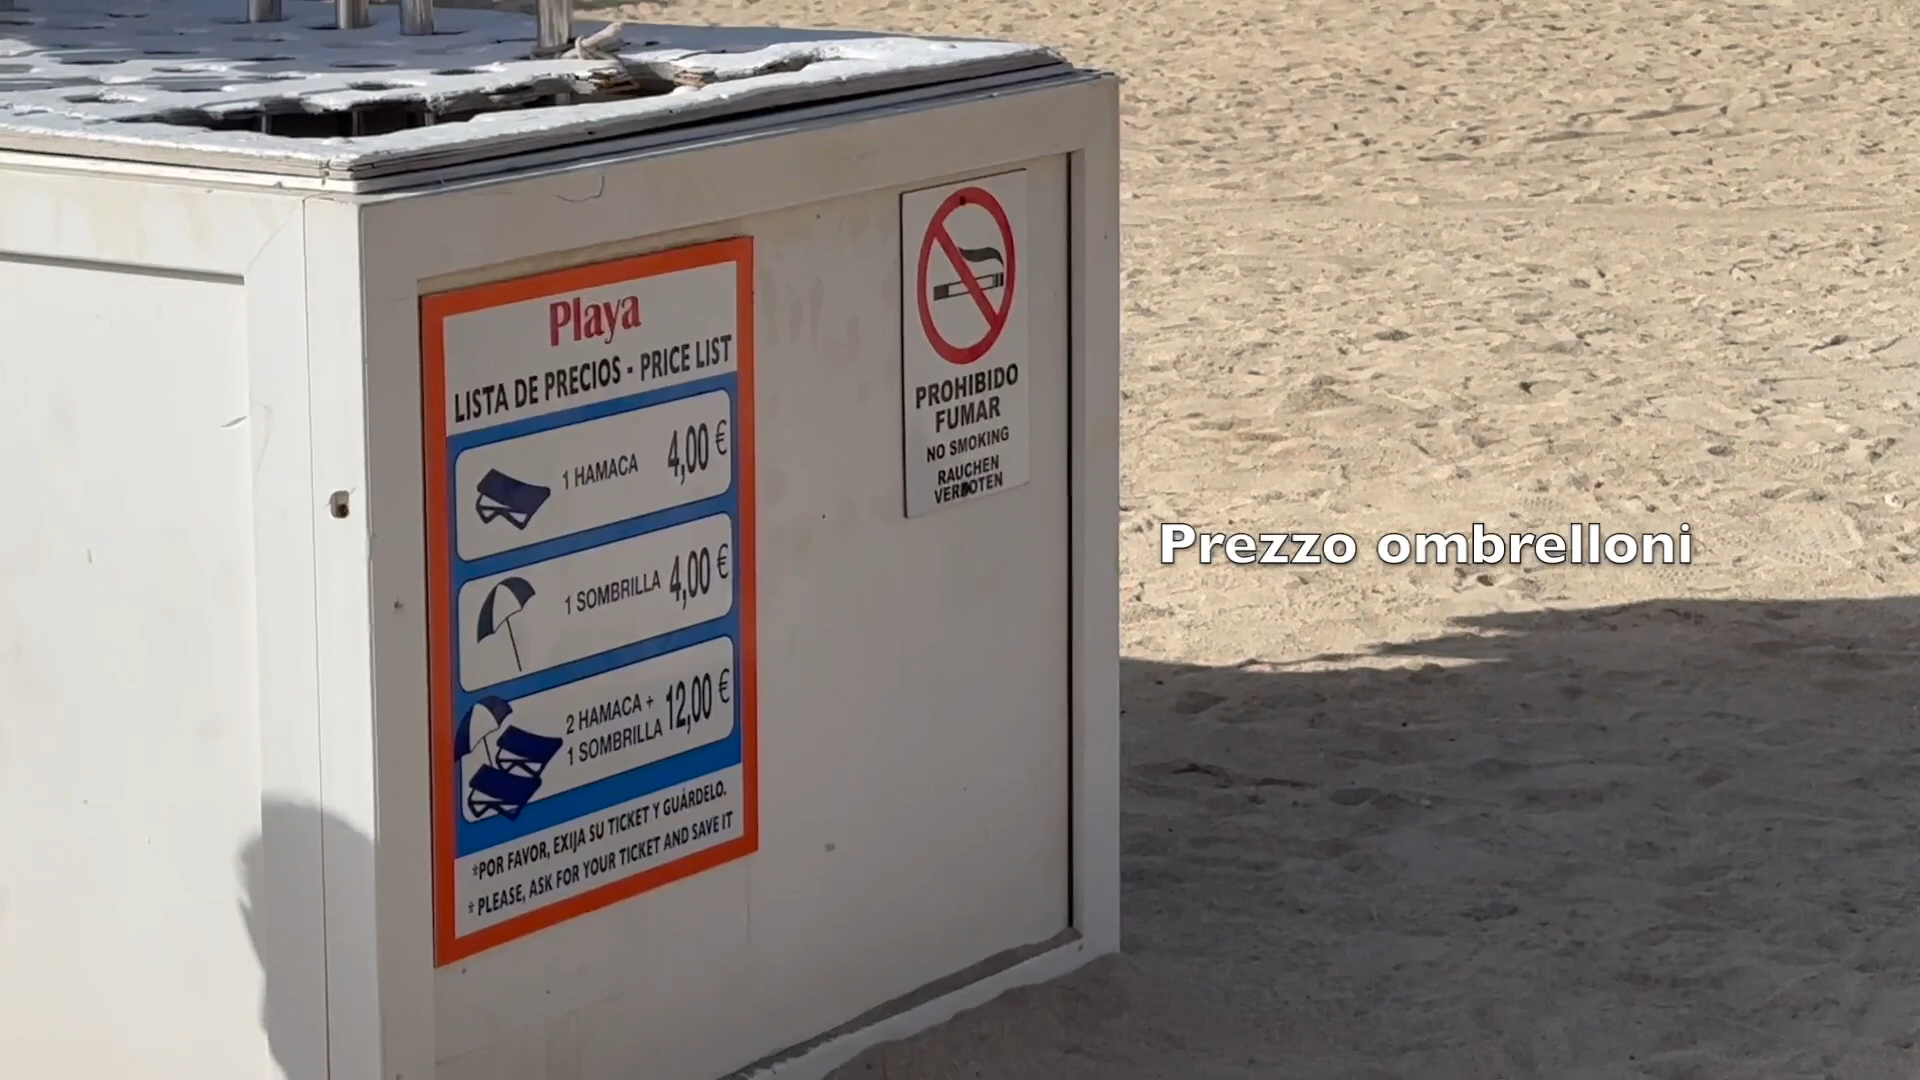 Playa
LISTA DE PRECIOS - PRICE LIST
1 HAMACA 4,00 €
1 SOMBRILLA 4,00 €
2 HAMACA +
1 SOMBRILLA 12,00 €
*POR FAVOR, EXIJA SU TICKET Y GUÁRDELO.
* PLEASE, ASK FOR YOUR TICKET AND SAVE IT
PROHIBIDO
FUMAR
NO SMOKING
RAUCHEN
VERBOTEN
Prezzo ombrelloni